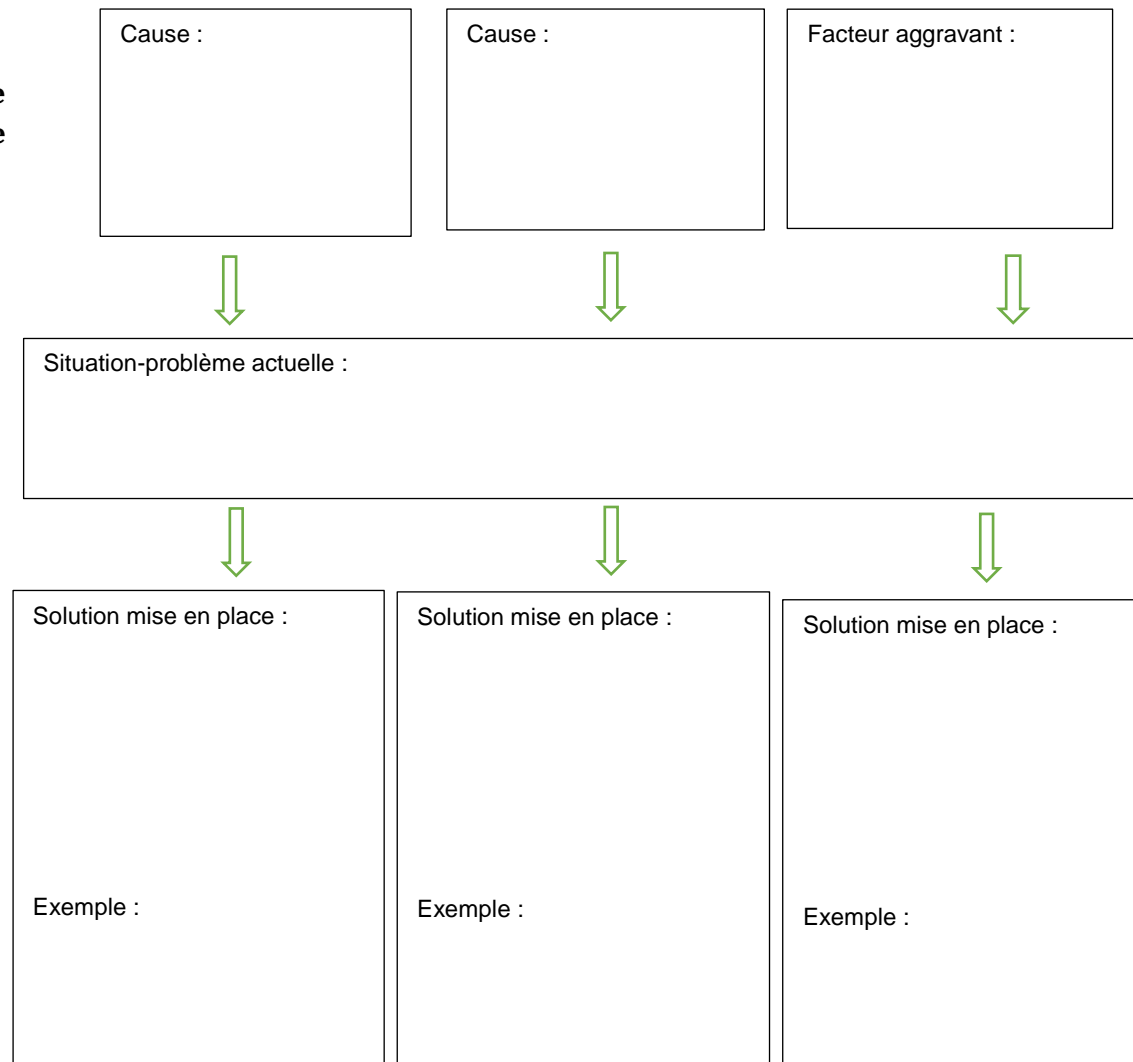 Cause :
Cause :
Facteur aggravant :
Situation-problème actuelle :
Solution mise en place :
Solution mise en place :
Solution mise en place :
Exemple :
Exemple :
Exemple :